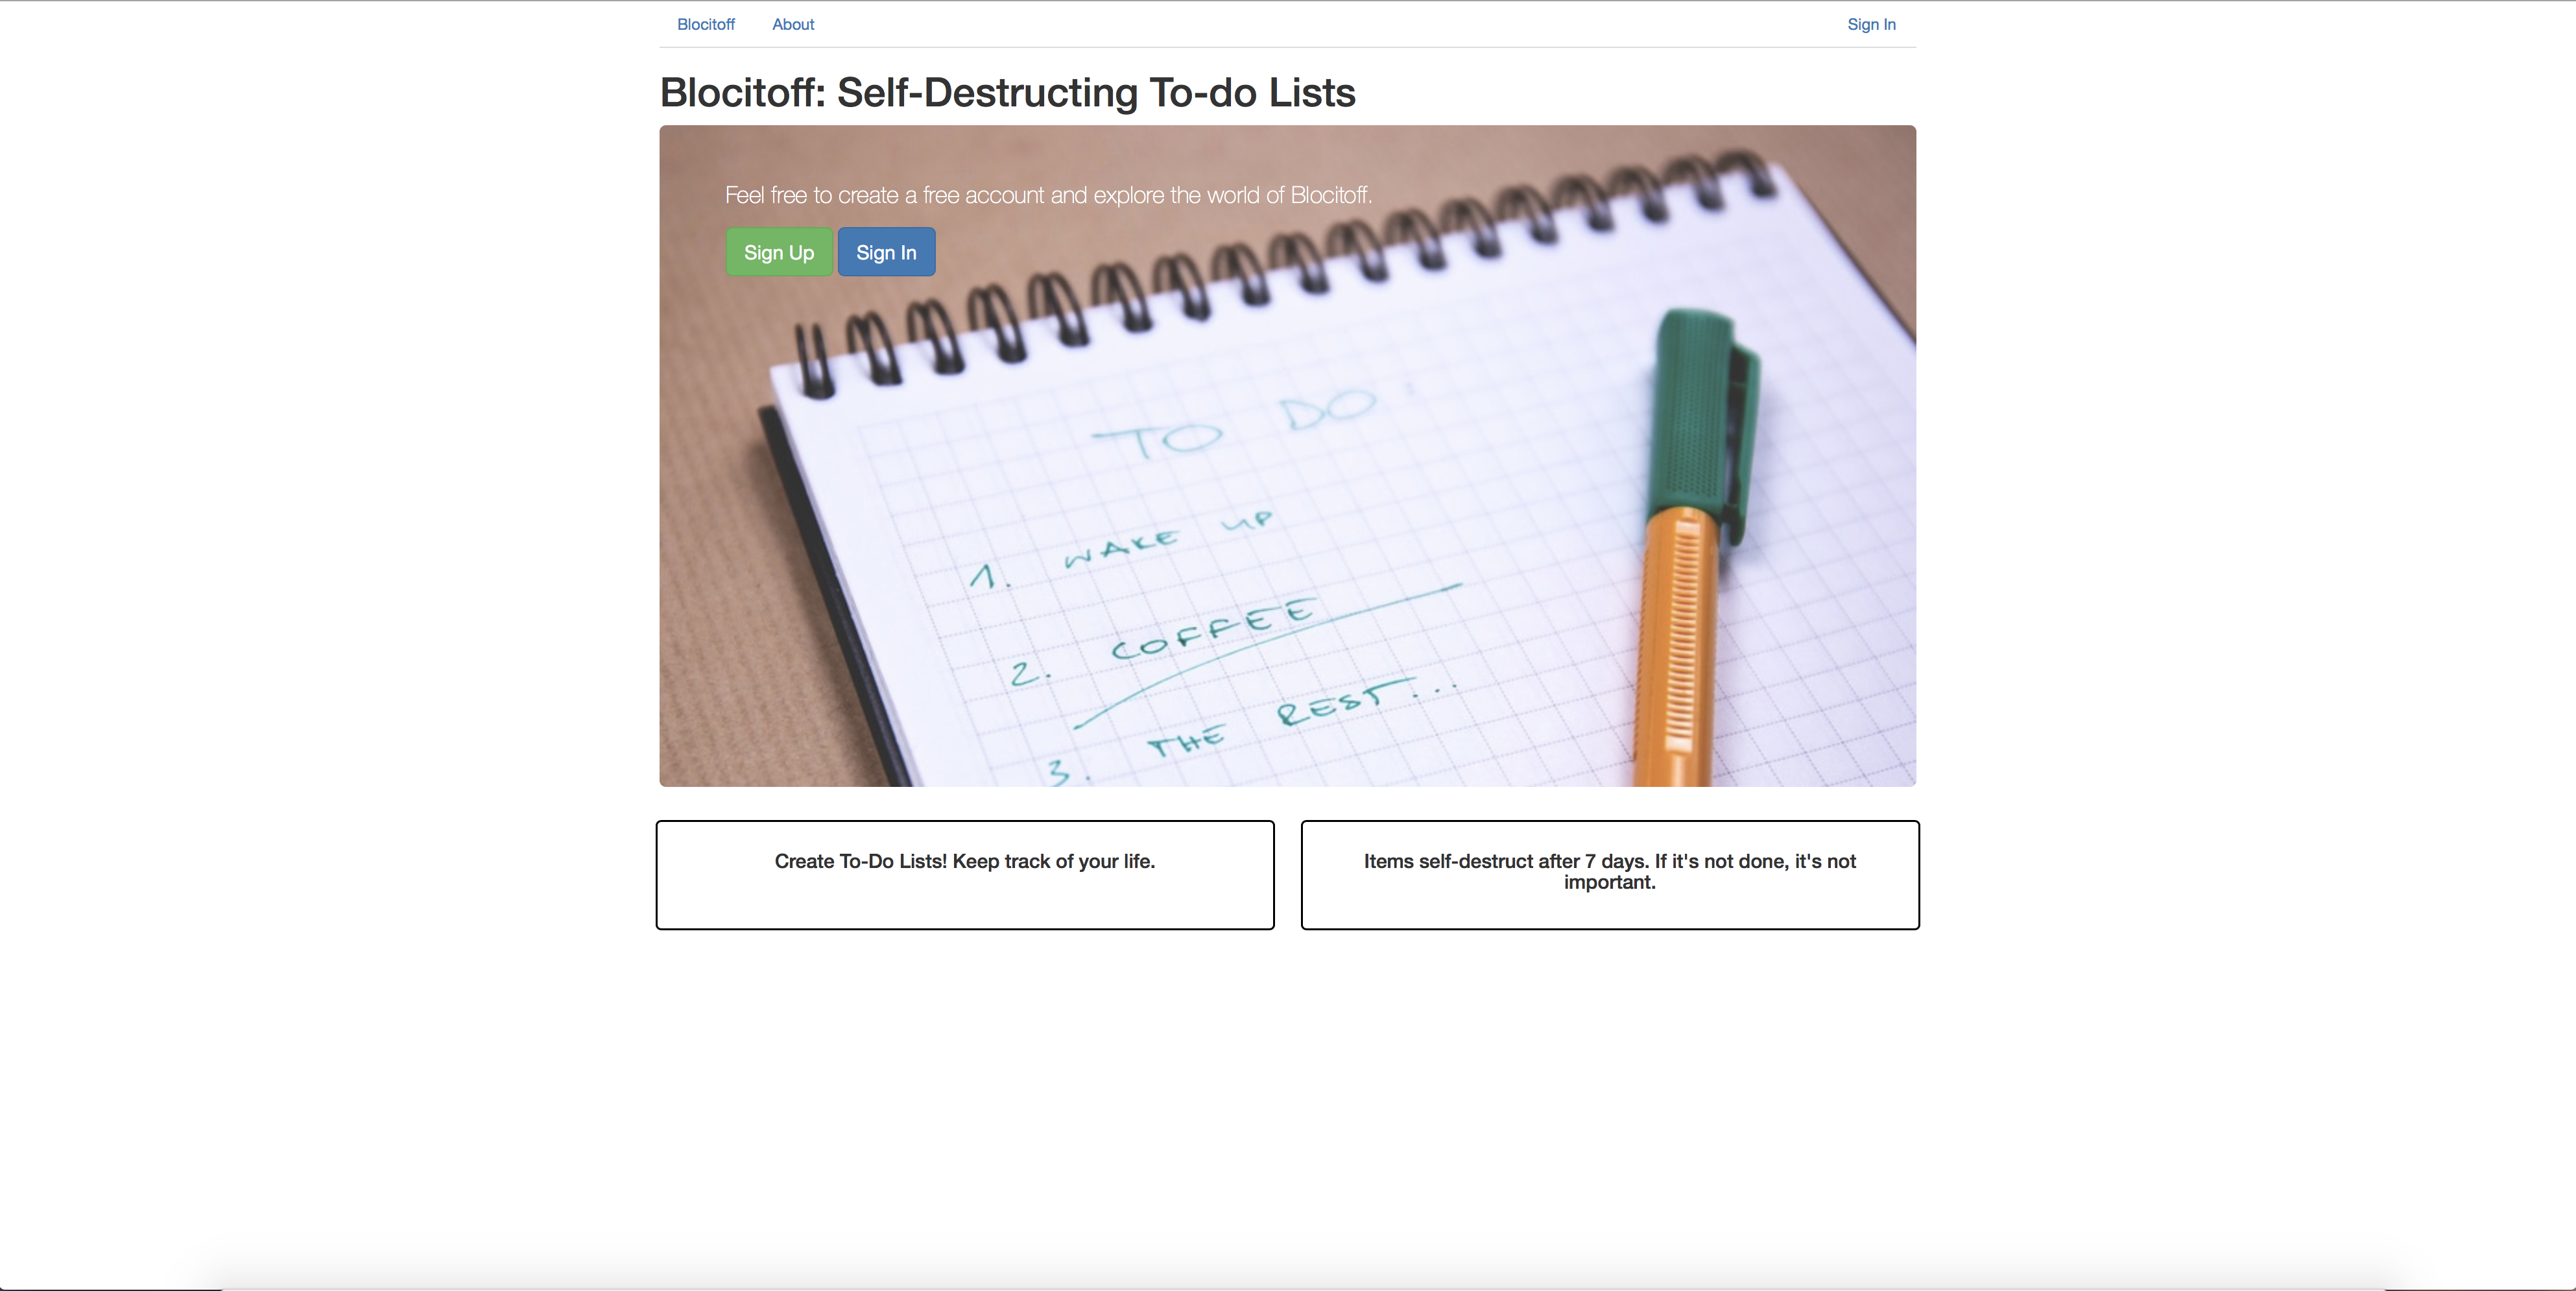 Blocitoff About Sign In
Blocitoff: Self-Destructing To-do Lists
Feel free to create a free account and explore the world of Blocitoff.
Sign Up Sign In
TO DO:
1. WAKE UP
2. COFFEE
3. THE REST...
Create To-Do Lists! Keep track of your life.
Items self-destruct after 7 days. If it's not done, it's not
important.